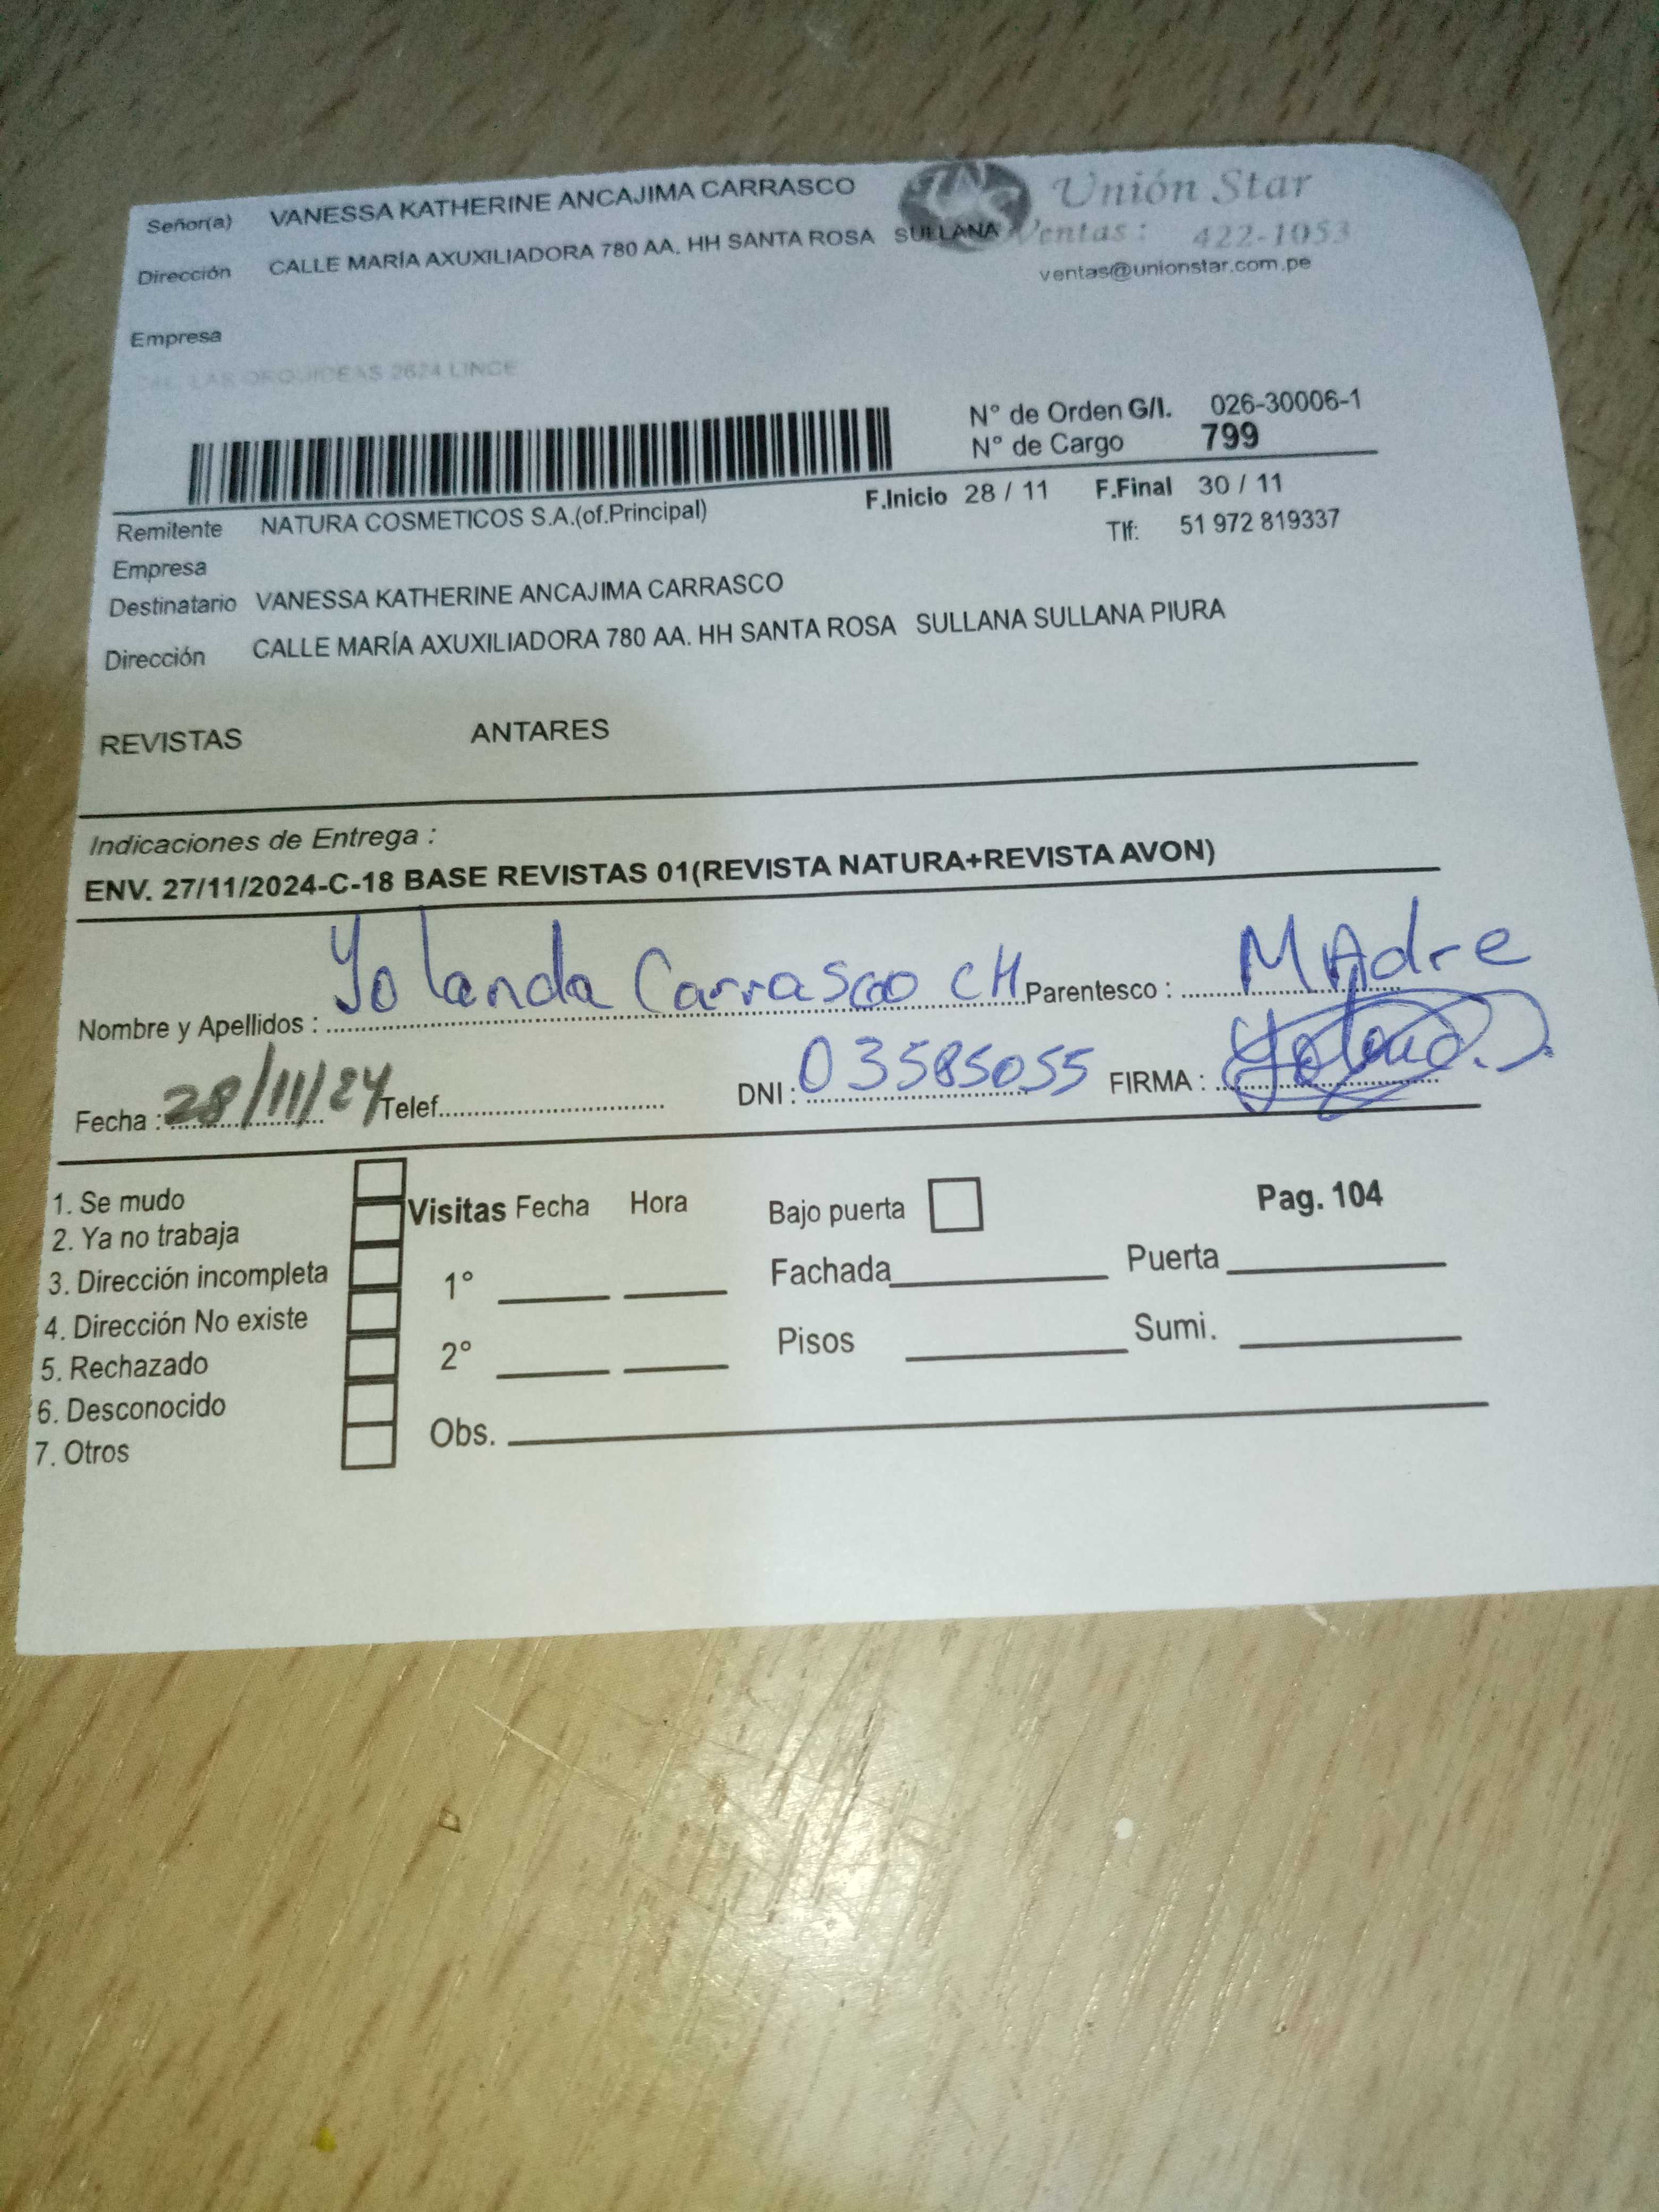 Señor(a) VANESSA KATHERINE ANCAJIMA CARRASCO
Unión Star
Dirección CALLE MARÍA AXUXILIADORA 780 AA. HH SANTA ROSA SULLANA
Ventas: 422-1053
ventas@unionstar.com.pe
Empresa
LAS ORQUIDEAS 2624 LINCE
N° de Orden G/I. 026-30006-1
N° de Cargo 799
F.Inicio 28 / 11 F.Final 30 / 11
Remitente NATURA COSMETICOS S.A.(of.Principal)
Tlf: 51 972 819337
Empresa
Destinatario VANESSA KATHERINE ANCAJIMA CARRASCO
Dirección CALLE MARÍA AXUXILIADORA 780 AA. HH SANTA ROSA SULLANA SULLANA PIURA
REVISTAS ANTARES
Indicaciones de Entrega :
ENV. 27/11/2024-C-18 BASE REVISTAS 01(REVISTA NATURA+REVISTA AVON)
Nombre y Apellidos : Yolanda Carrasco CH Parentesco : MAdre
Fecha : 28/11/24 Telef. DNI : 03585055 FIRMA :
1. Se mudo
2. Ya no trabaja
3. Dirección incompleta
4. Dirección No existe
5. Rechazado
6. Desconocido
7. Otros
Visitas Fecha Hora
1°
2°
Obs.
Bajo puerta
Pag. 104
Fachada Puerta
Pisos Sumi.